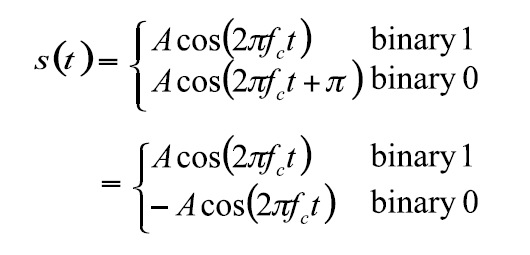 s(t) = { A cos(2πf_c t) binary 1
A cos(2πf_c t + π) binary 0
= { A cos(2πf_c t) binary 1
− A cos(2πf_c t) binary 0